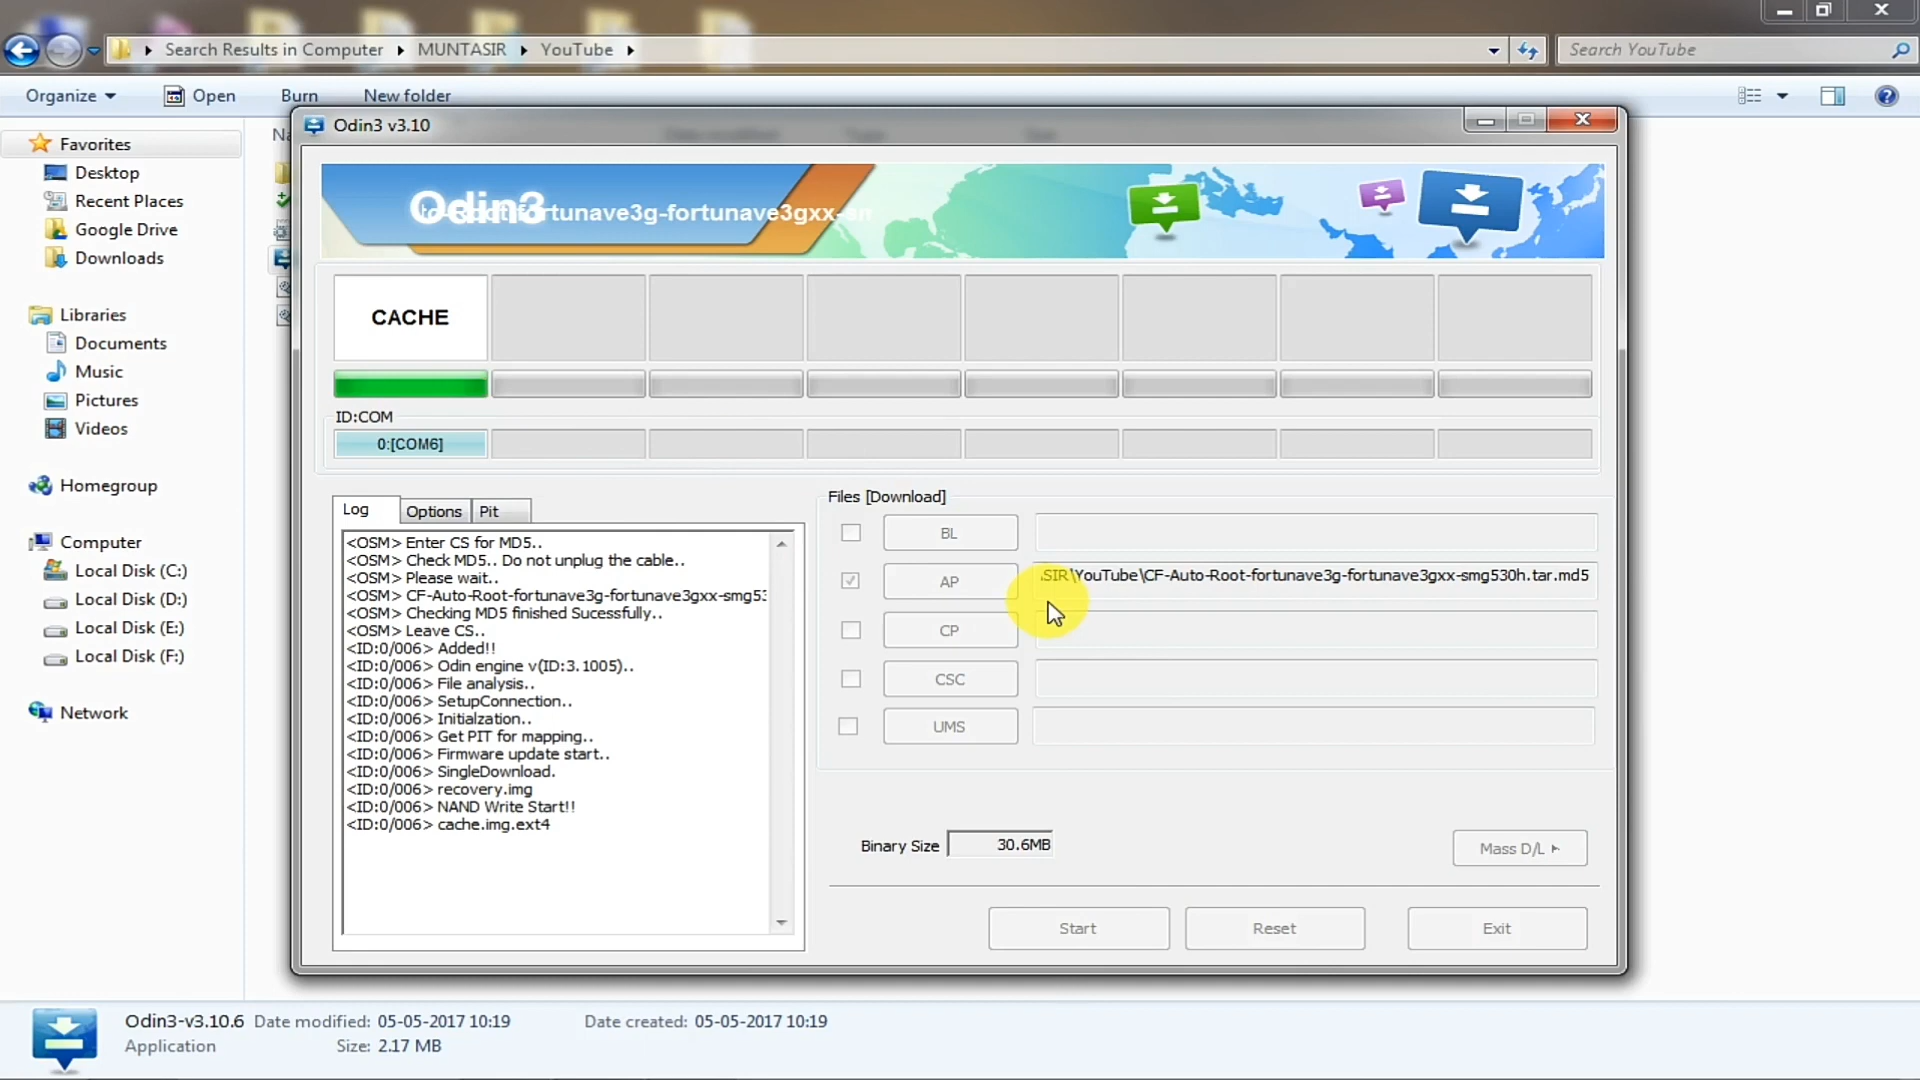 Search Results in Computer
MUNTASIR
YouTube
Search YouTube
Organize
Open
Burn
New folder
Favorites
Desktop
Recent Places
Google Drive
Downloads
Libraries
Documents
Music
Pictures
Videos
Homegroup
Computer
Local Disk (C:)
Local Disk (D:)
Local Disk (E:)
Local Disk (F:)
Network
Odin3 v3.10
Odin3
to-Root-fortunave3g-fortunave3gxx-sm
CACHE
ID:COM
0:[COM6]
Log
Options
Pit
<OSM> Enter CS for MD5..
<OSM> Check MD5.. Do not unplug the cable..
<OSM> Please wait..
<OSM> CF-Auto-Root-fortunave3g-fortunave3gxx-smg53
<OSM> Checking MD5 finished Sucessfully..
<OSM> Leave CS..
<ID:0/006> Added!!
<ID:0/006> Odin engine v(ID:3.1005)..
<ID:0/006> File analysis..
<ID:0/006> SetupConnection..
<ID:0/006> Initialzation..
<ID:0/006> Get PIT for mapping..
<ID:0/006> Firmware update start..
<ID:0/006> SingleDownload.
<ID:0/006> recovery.img
<ID:0/006> NAND Write Start!!
<ID:0/006> cache.img.ext4
Files [Download]
BL
AP
.SIR\YouTube\CF-Auto-Root-fortunave3g-fortunave3gxx-smg530h.tar.md5
CP
CSC
UMS
Binary Size
30.6MB
Mass D/L
Start
Reset
Exit
Odin3-v3.10.6 Date modified: 05-05-2017 10:19 Date created: 05-05-2017 10:19
Application Size: 2.17 MB